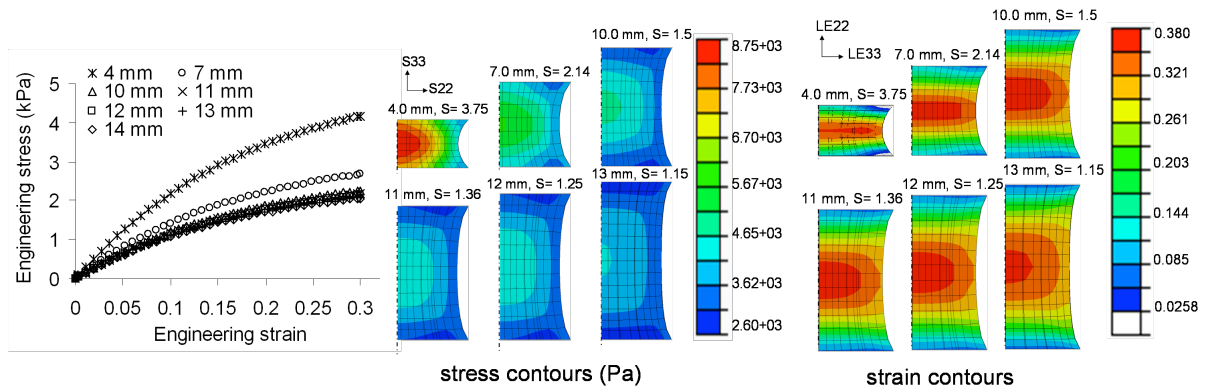 4 mm
7 mm
10 mm
11 mm
12 mm
13 mm
14 mm
Engineering stress (kPa)
5
4
3
2
1
0
0
0.05
0.1
0.15
0.2
0.25
0.3
Engineering strain
S33
S22
4.0 mm, S= 3.75
7.0 mm, S= 2.14
10.0 mm, S= 1.5
11 mm, S= 1.36
12 mm, S= 1.25
13 mm, S= 1.15
8.75+03
7.73+03
6.70+03
5.67+03
4.65+03
3.62+03
2.60+03
stress contours (Pa)
LE22
LE33
4.0 mm, S= 3.75
7.0 mm, S= 2.14
10.0 mm, S= 1.5
11 mm, S= 1.36
12 mm, S= 1.25
13 mm, S= 1.15
0.380
0.321
0.261
0.203
0.144
0.085
0.0258
strain contours